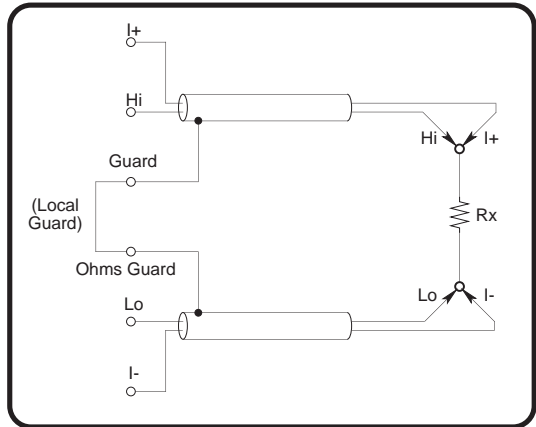 I+
Hi
Guard
(Local
Guard)
Ohms Guard
Lo
I-
Hi
I+
Rx
Lo
I-